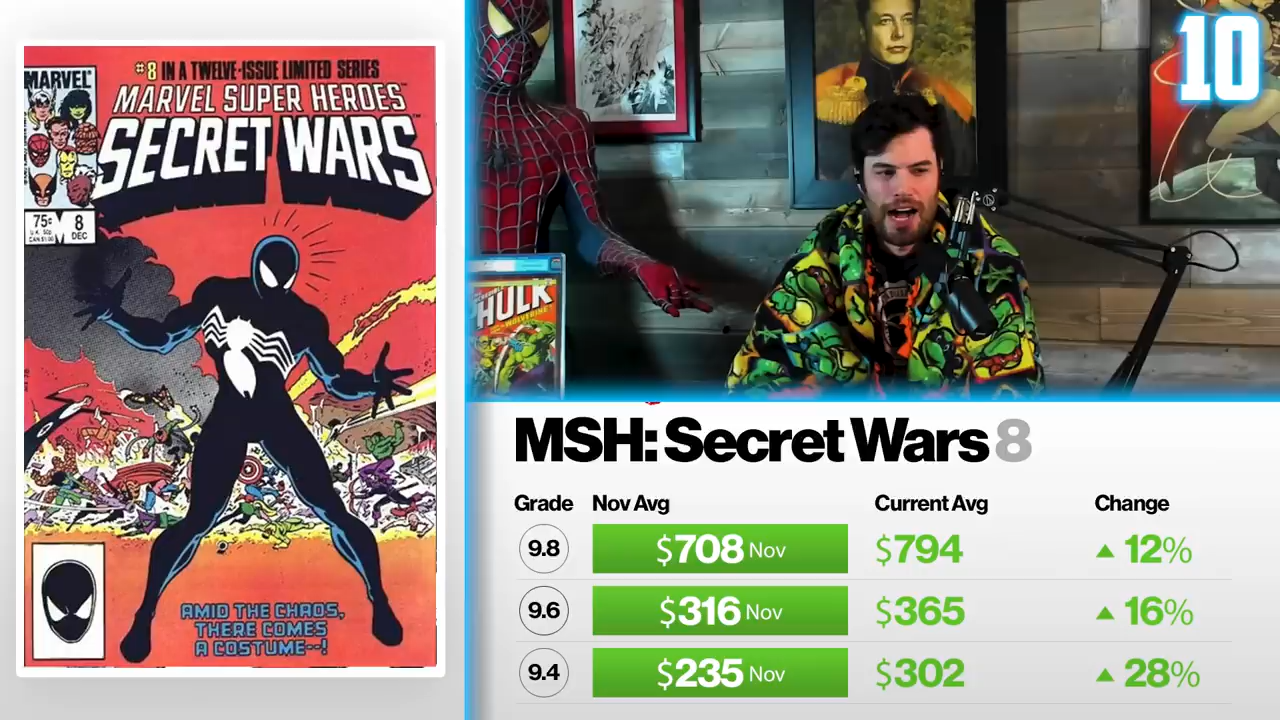 #8 IN A TWELVE-ISSUE LIMITED SERIES
MARVEL
MARVEL SUPER HEROES
SECRET WARS
75¢
8
DEC
AMID THE CHAOS,
THERE COMES
A COSTUME--!
10
HULK
MSH: Secret Wars 8
Grade Nov Avg Current Avg Change
9.8 $708 Nov $794 ▲ 12%
9.6 $316 Nov $365 ▲ 16%
9.4 $235 Nov $302 ▲ 28%